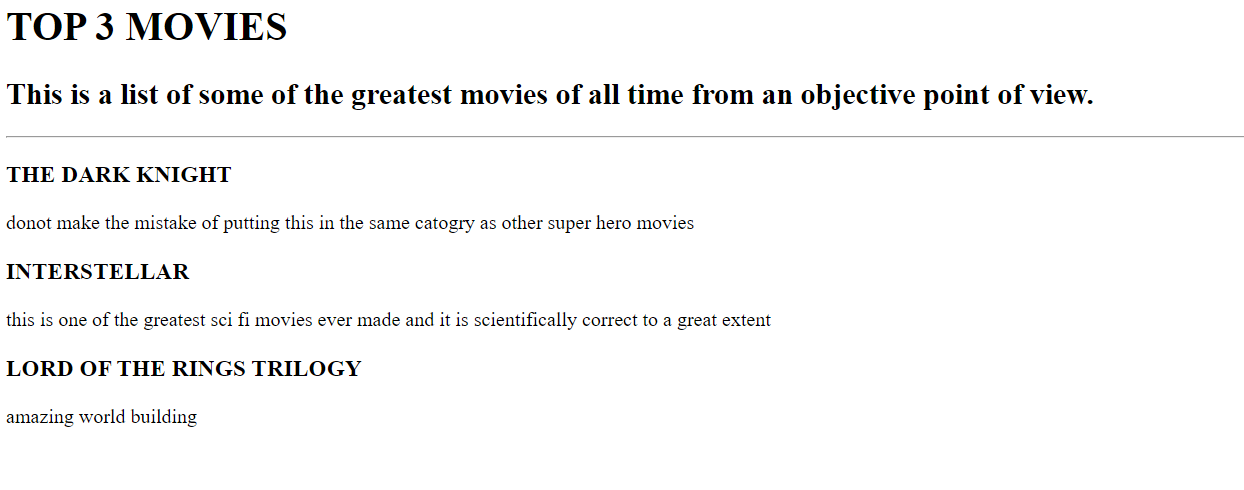 TOP 3 MOVIES
This is a list of some of the greatest movies of all time from an objective point of view.
THE DARK KNIGHT
donot make the mistake of putting this in the same catogry as other super hero movies
INTERSTELLAR
this is one of the greatest sci fi movies ever made and it is scientifically correct to a great extent
LORD OF THE RINGS TRILOGY
amazing world building